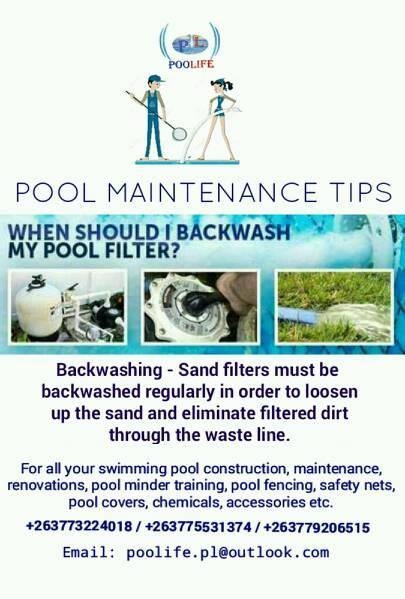 PL
POOLIFE
POOL MAINTENANCE TIPS
WHEN SHOULD I BACKWASH
MY POOL FILTER?
Backwashing - Sand filters must be
backwashed regularly in order to loosen
up the sand and eliminate filtered dirt
through the waste line.
For all your swimming pool construction, maintenance,
renovations, pool minder training, pool fencing, safety nets,
pool covers, chemicals, accessories etc.
+263773224018 / +263775531374 / +263779206515
Email: poolife.pl@outlook.com